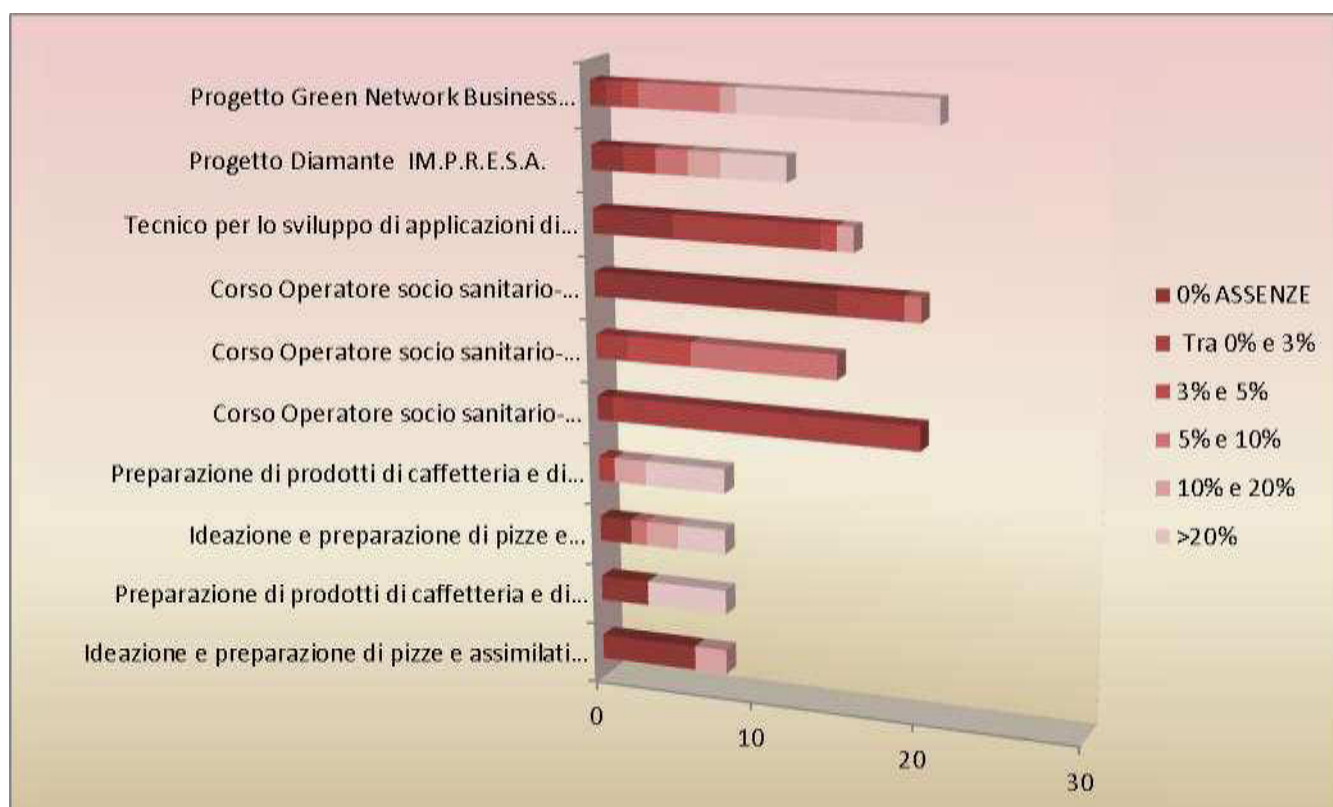 Progetto Green Network Business...
Progetto Diamante  IM.P.R.E.S.A.
Tecnico per lo sviluppo di applicazioni di...
Corso Operatore socio sanitario-...
Corso Operatore socio sanitario-...
Corso Operatore socio sanitario-...
Preparazione di prodotti di caffetteria e di...
Ideazione e preparazione di pizze e...
Preparazione di prodotti di caffetteria e di...
Ideazione e preparazione di pizze e assimilati...
0
10
20
30
0% ASSENZE
Tra 0% e 3%
3% e 5%
5% e 10%
10% e 20%
>20%